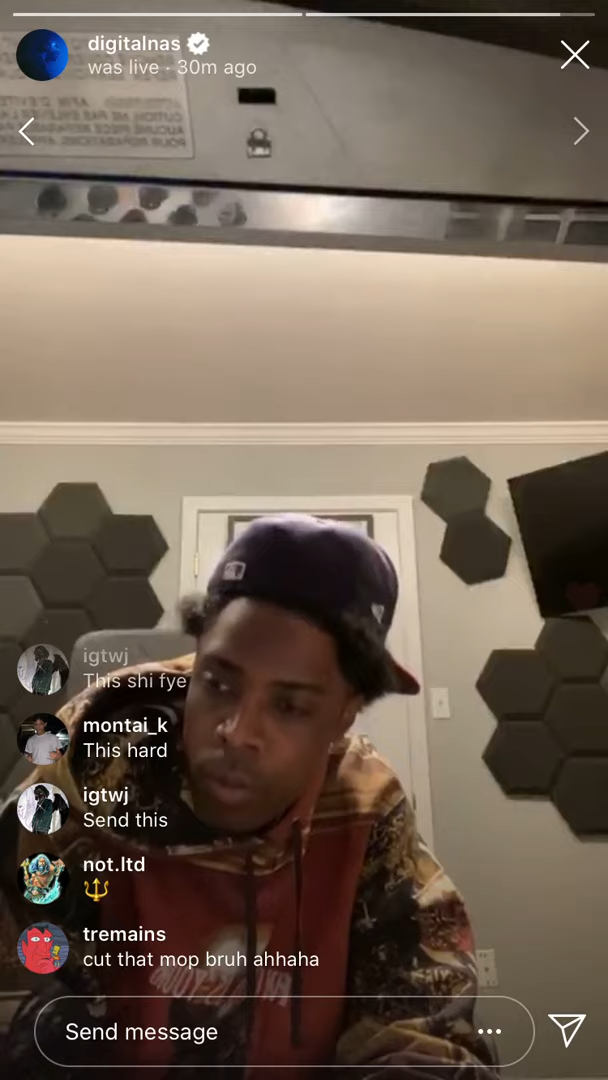 digitalnas
was live · 30m ago
igtwj
This shi fye
montai_k
This hard
igtwj
Send this
not.ltd
🔱
tremains
cut that mop bruh ahhaha
Send message